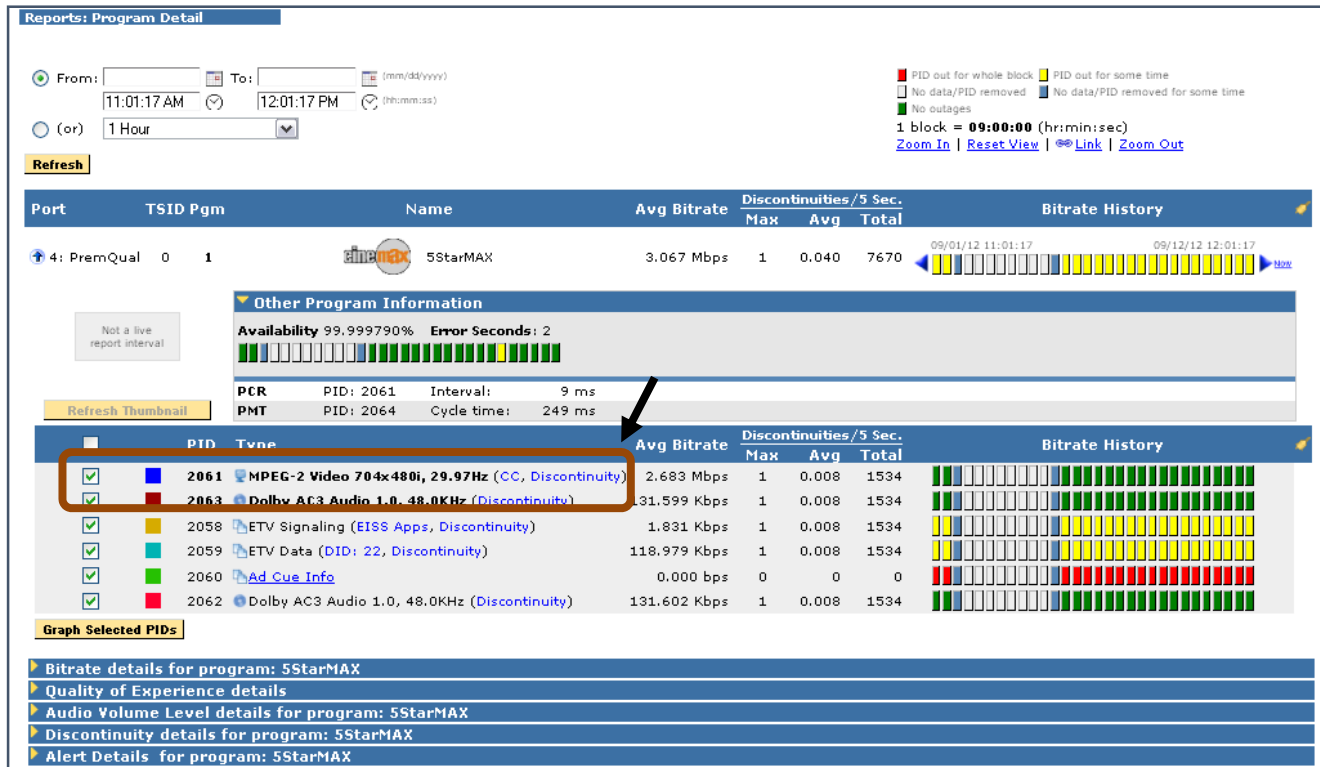 Reports: Program Detail
From: To: (mm/dd/yyyy)
11:01:17 AM 12:01:17 PM (hh:mm:ss)
(or) 1 Hour
Refresh
PID out for whole block PID out for some time
No data/PID removed No data/PID removed for some time
No outages
1 block = 09:00:00 (hr:min:sec)
Zoom In | Reset View | Link | Zoom Out
Port TSID Pgm Name Avg Bitrate Discontinuities/5 Sec. Bitrate History
Max Avg Total
09/01/12 11:01:17 09/12/12 12:01:17
4: PremQual 0 1 cinemax 5StarMAX 3.067 Mbps 1 0.040 7670 Now
Other Program Information
Not a live
report interval
Availability 99.999790% Error Seconds: 2
PCR PID: 2061 Interval: 9 ms
Refresh Thumbnail PMT PID: 2064 Cycle time: 249 ms
PID Type Avg Bitrate Discontinuities/5 Sec. Bitrate History
Max Avg Total
2061 MPEG-2 Video 704x480i, 29.97Hz (CC, Discontinuity) 2.683 Mbps 1 0.008 1534
2063 Dolby AC3 Audio 1.0, 48.0KHz (Discontinuity) 131.599 Kbps 1 0.008 1534
2058 ETV Signaling (EISS Apps, Discontinuity) 1.831 Kbps 1 0.008 1534
2059 ETV Data (DID: 22, Discontinuity) 118.979 Kbps 1 0.008 1534
2060 Ad Cue Info 0.000 bps 0 0 0
2062 Dolby AC3 Audio 1.0, 48.0KHz (Discontinuity) 131.602 Kbps 1 0.008 1534
Graph Selected PIDs
Bitrate details for program: 5StarMAX
Quality of Experience details
Audio Volume Level details for program: 5StarMAX
Discontinuity details for program: 5StarMAX
Alert Details for program: 5StarMAX